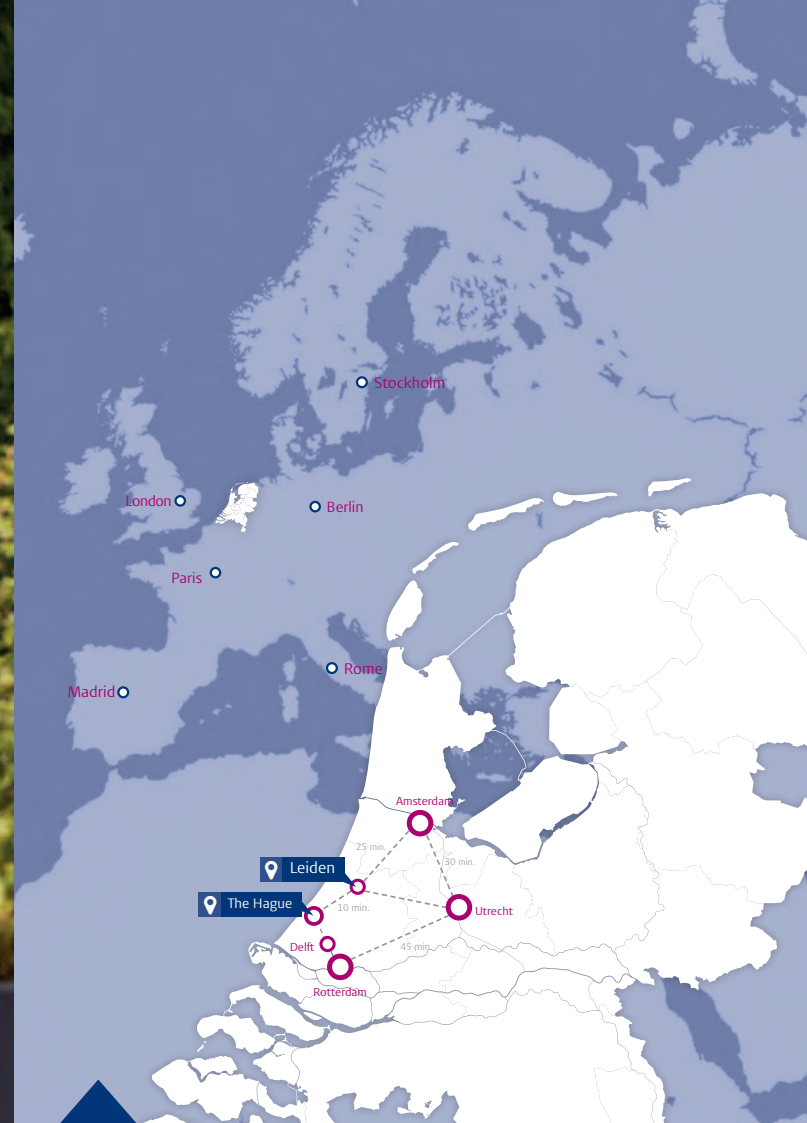 Stockholm
London
Berlin
Paris
Rome
Madrid
Amsterdam
25 min.
30 min.
Leiden
The Hague
10 min.
Utrecht
Delft
45 min.
Rotterdam